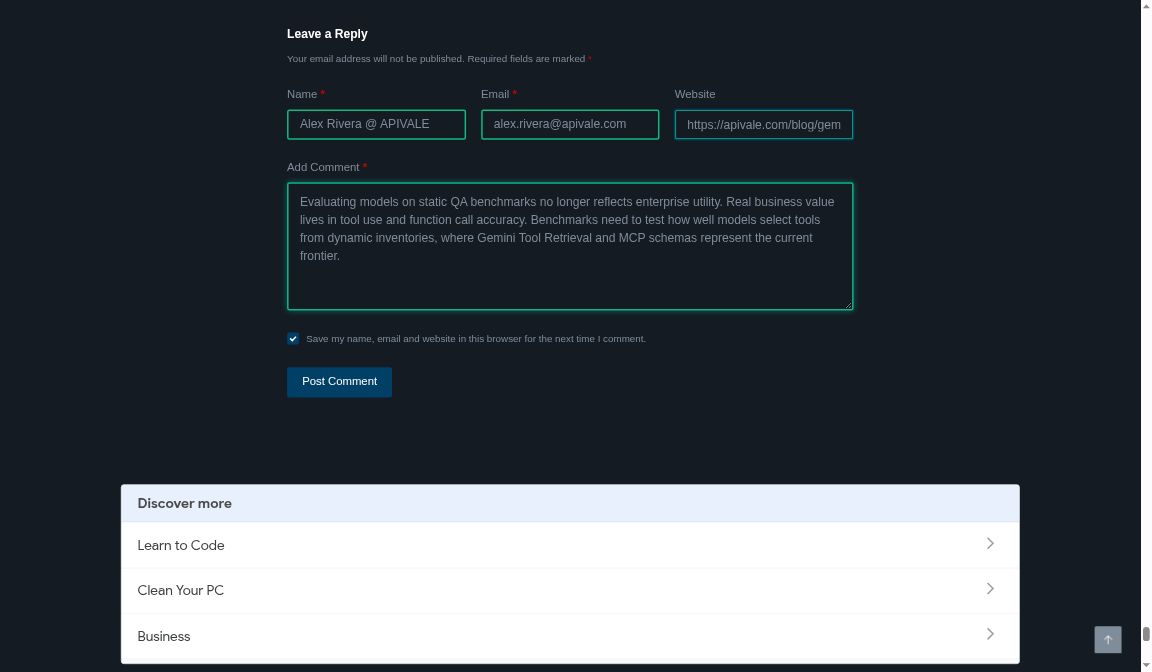 Leave a Reply
Your email address will not be published. Required fields are marked *
Name * Email * Website
Alex Rivera @ APIVALE alex.rivera@apivale.com https://apivale.com/blog/gem
Add Comment *
Evaluating models on static QA benchmarks no longer reflects enterprise utility. Real business value
lives in tool use and function call accuracy. Benchmarks need to test how well models select tools
from dynamic inventories, where Gemini Tool Retrieval and MCP schemas represent the current
frontier.
Save my name, email and website in this browser for the next time I comment.
Post Comment
Discover more
Learn to Code
Clean Your PC
Business